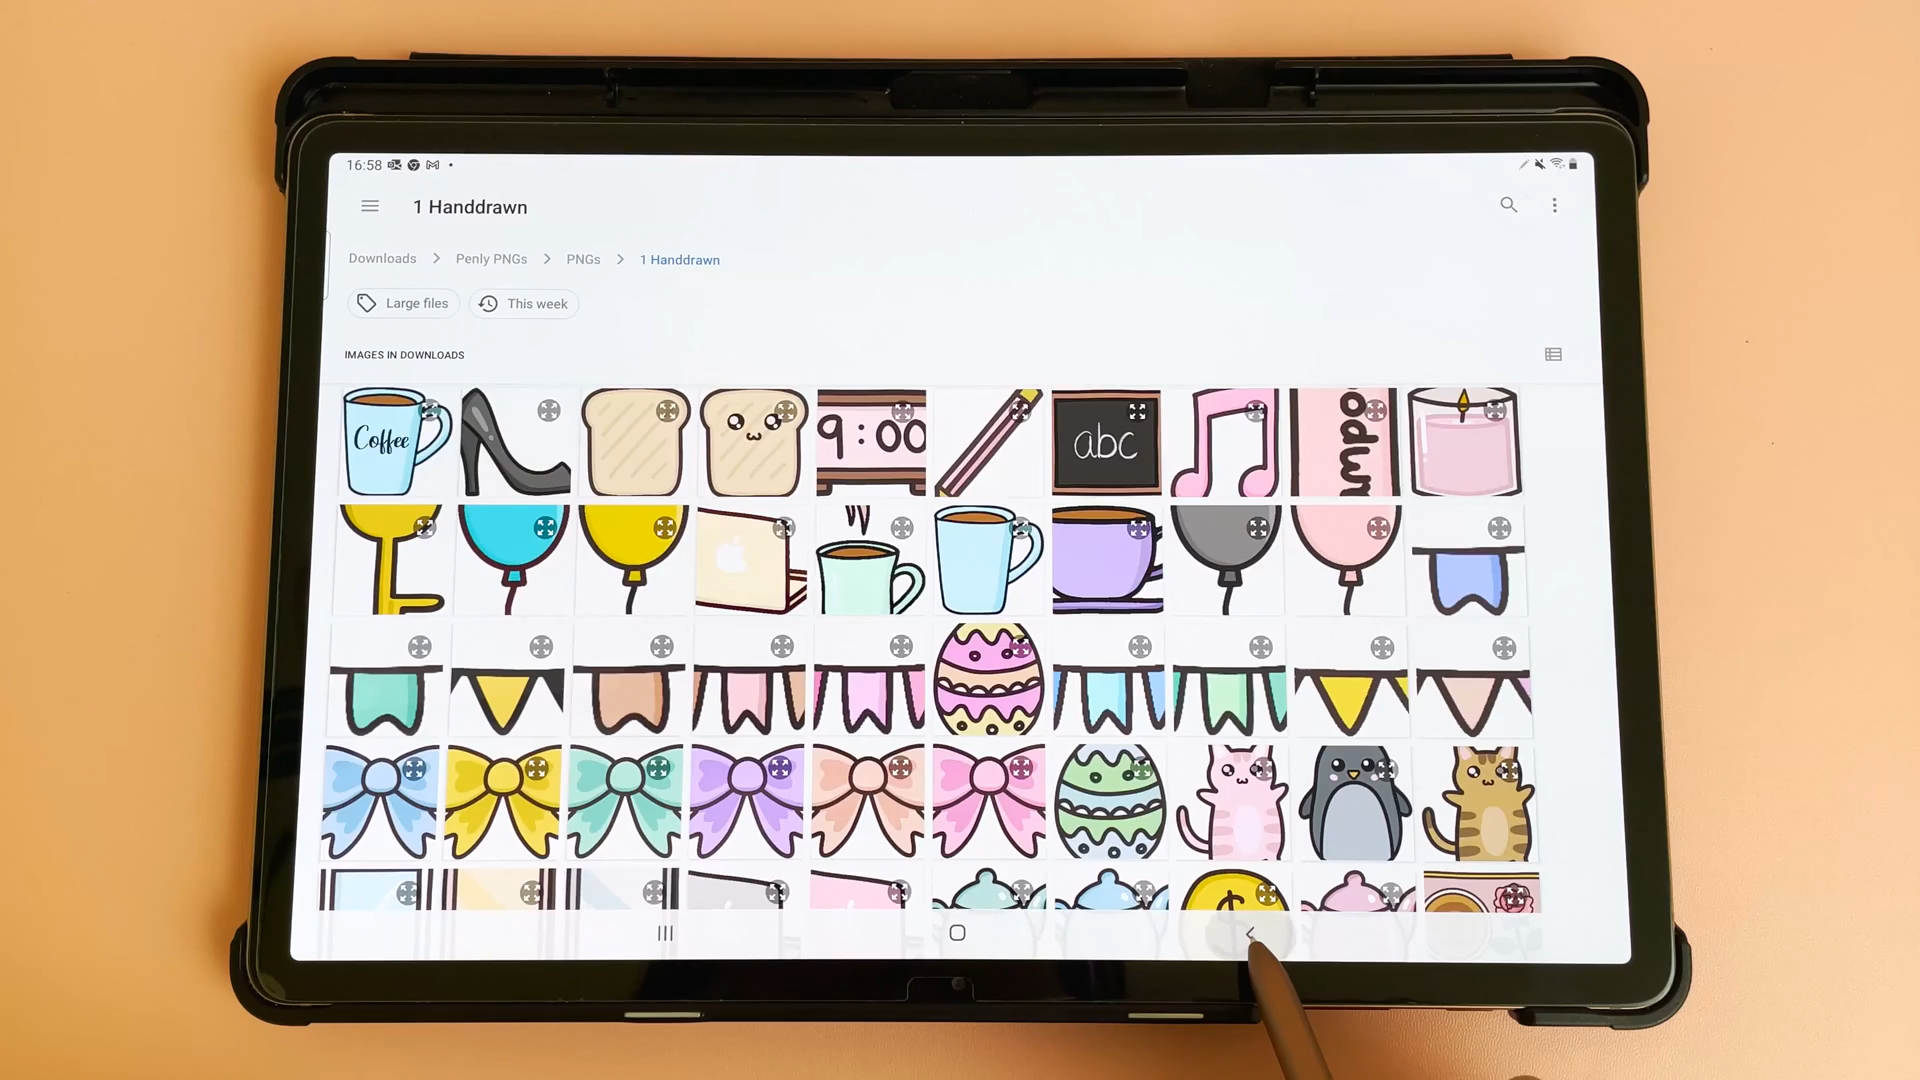 16:58
1 Handdrawn
Downloads > Penly PNGs > PNGs > 1 Handdrawn
Large files This week
IMAGES IN DOWNLOADS
Coffee
9:00
abc
$